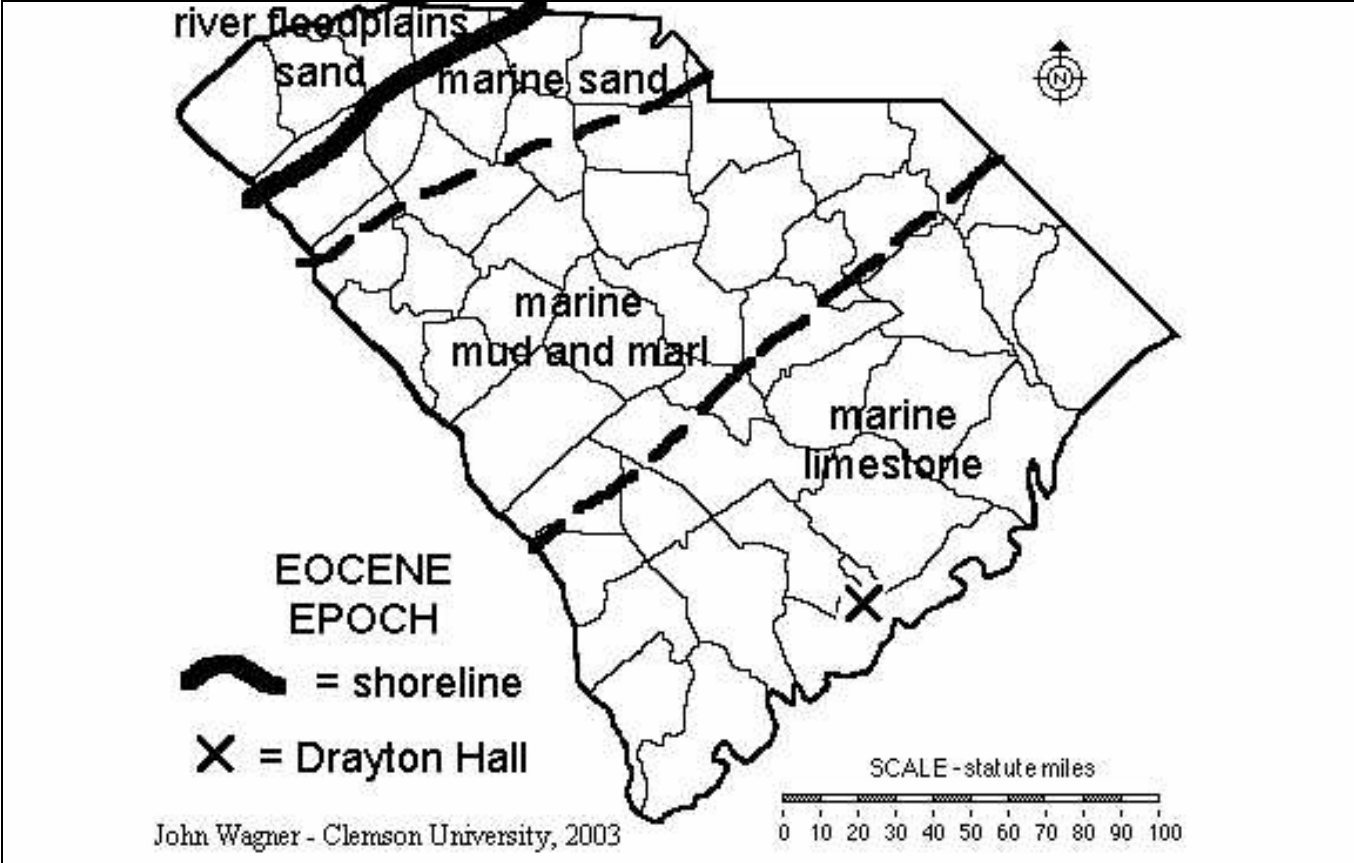 river floodplains
sand
marine sand
N
marine
mud and marl
marine
limestone
EOCENE
EPOCH
= shoreline
= Drayton Hall
SCALE - statute miles
0 10 20 30 40 50 60 70 80 90 100
John Wagner - Clemson University, 2003